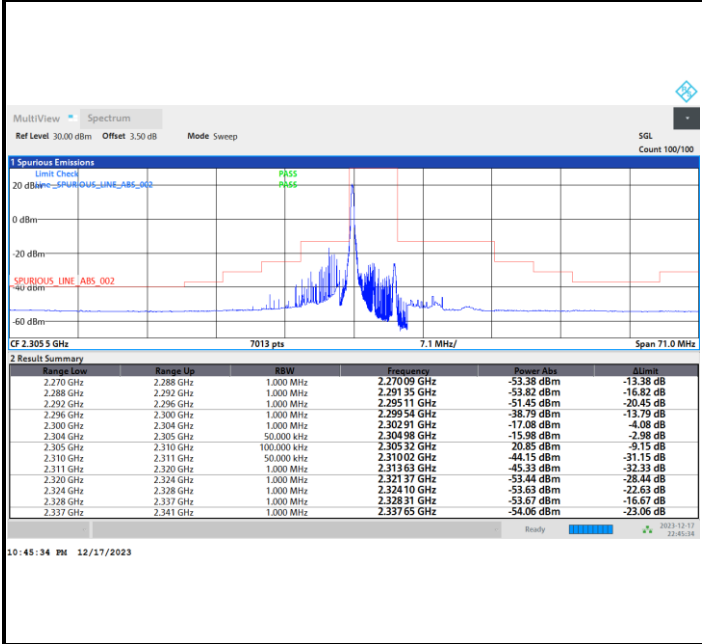 MultiView Spectrum
Ref Level 30.00 dBm Offset 3.50 dB Mode Sweep SGL
Count 100/100
1 Spurious Emissions
Limit Check PASS
Line _SPURIOUS_LINE_ABS_002 PASS
20 dBm
0 dBm
-20 dBm
SPURIOUS_LINE_ABS_002
-40 dBm
-60 dBm
CF 2.305 5 GHz 7013 pts 7.1 MHz/ Span 71.0 MHz
2 Result Summary
Range Low Range Up RBW Frequency Power Abs ΔLimit
2.270 GHz 2.288 GHz 1.000 MHz 2.270 09 GHz -53.38 dBm -13.38 dB
2.288 GHz 2.292 GHz 1.000 MHz 2.291 35 GHz -53.82 dBm -16.82 dB
2.292 GHz 2.296 GHz 1.000 MHz 2.295 11 GHz -51.45 dBm -20.45 dB
2.296 GHz 2.300 GHz 1.000 MHz 2.299 54 GHz -38.79 dBm -13.79 dB
2.300 GHz 2.304 GHz 1.000 MHz 2.302 91 GHz -17.08 dBm -4.08 dB
2.304 GHz 2.305 GHz 50.000 kHz 2.304 98 GHz -15.98 dBm -2.98 dB
2.305 GHz 2.310 GHz 100.000 kHz 2.305 32 GHz 20.85 dBm -9.15 dB
2.310 GHz 2.311 GHz 50.000 kHz 2.310 02 GHz -44.15 dBm -31.15 dB
2.311 GHz 2.320 GHz 1.000 MHz 2.313 63 GHz -45.33 dBm -32.33 dB
2.320 GHz 2.324 GHz 1.000 MHz 2.321 37 GHz -53.44 dBm -28.44 dB
2.324 GHz 2.328 GHz 1.000 MHz 2.324 10 GHz -53.63 dBm -22.63 dB
2.328 GHz 2.337 GHz 1.000 MHz 2.328 31 GHz -53.67 dBm -16.67 dB
2.337 GHz 2.341 GHz 1.000 MHz 2.337 65 GHz -54.06 dBm -23.06 dB
Ready 2023-12-17
22:45:34
10:45:34 PM 12/17/2023